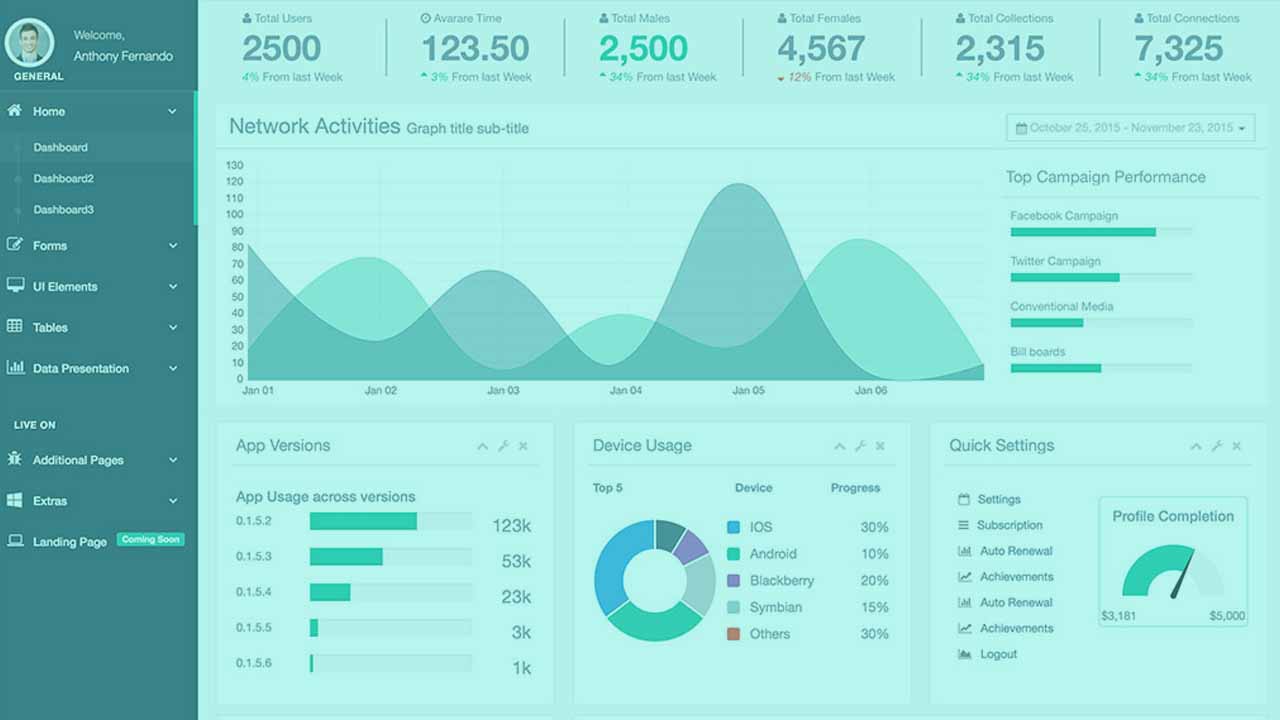 Welcome,
Anthony Fernando
GENERAL
Home
Dashboard
Dashboard2
Dashboard3
Forms
UI Elements
Tables
Data Presentation
LIVE ON
Additional Pages
Extras
Landing Page Coming Soon
Total Users
2500
4% From last Week
Avarare Time
123.50
3% From last Week
Total Males
2,500
34% From last Week
Total Females
4,567
12% From last Week
Total Collections
2,315
34% From last Week
Total Connections
7,325
34% From last Week
Network Activities Graph title sub-title
October 25, 2015 - November 23, 2015
130
120
110
100
90
80
70
60
50
40
30
20
10
0
Jan 01 Jan 02 Jan 03 Jan 04 Jan 05 Jan 06
Top Campaign Performance
Facebook Campaign
Twitter Campaign
Conventional Media
Bill boards
App Versions
App Usage across versions
0.1.5.2 123k
0.1.5.3 53k
0.1.5.4 23k
0.1.5.5 3k
0.1.5.6 1k
Device Usage
Top 5 Device Progress
IOS 30%
Android 10%
Blackberry 20%
Symbian 15%
Others 30%
Quick Settings
Settings
Subscription
Auto Renewal
Achievements
Auto Renewal
Achievements
Logout
Profile Completion
$3,181 $5,000